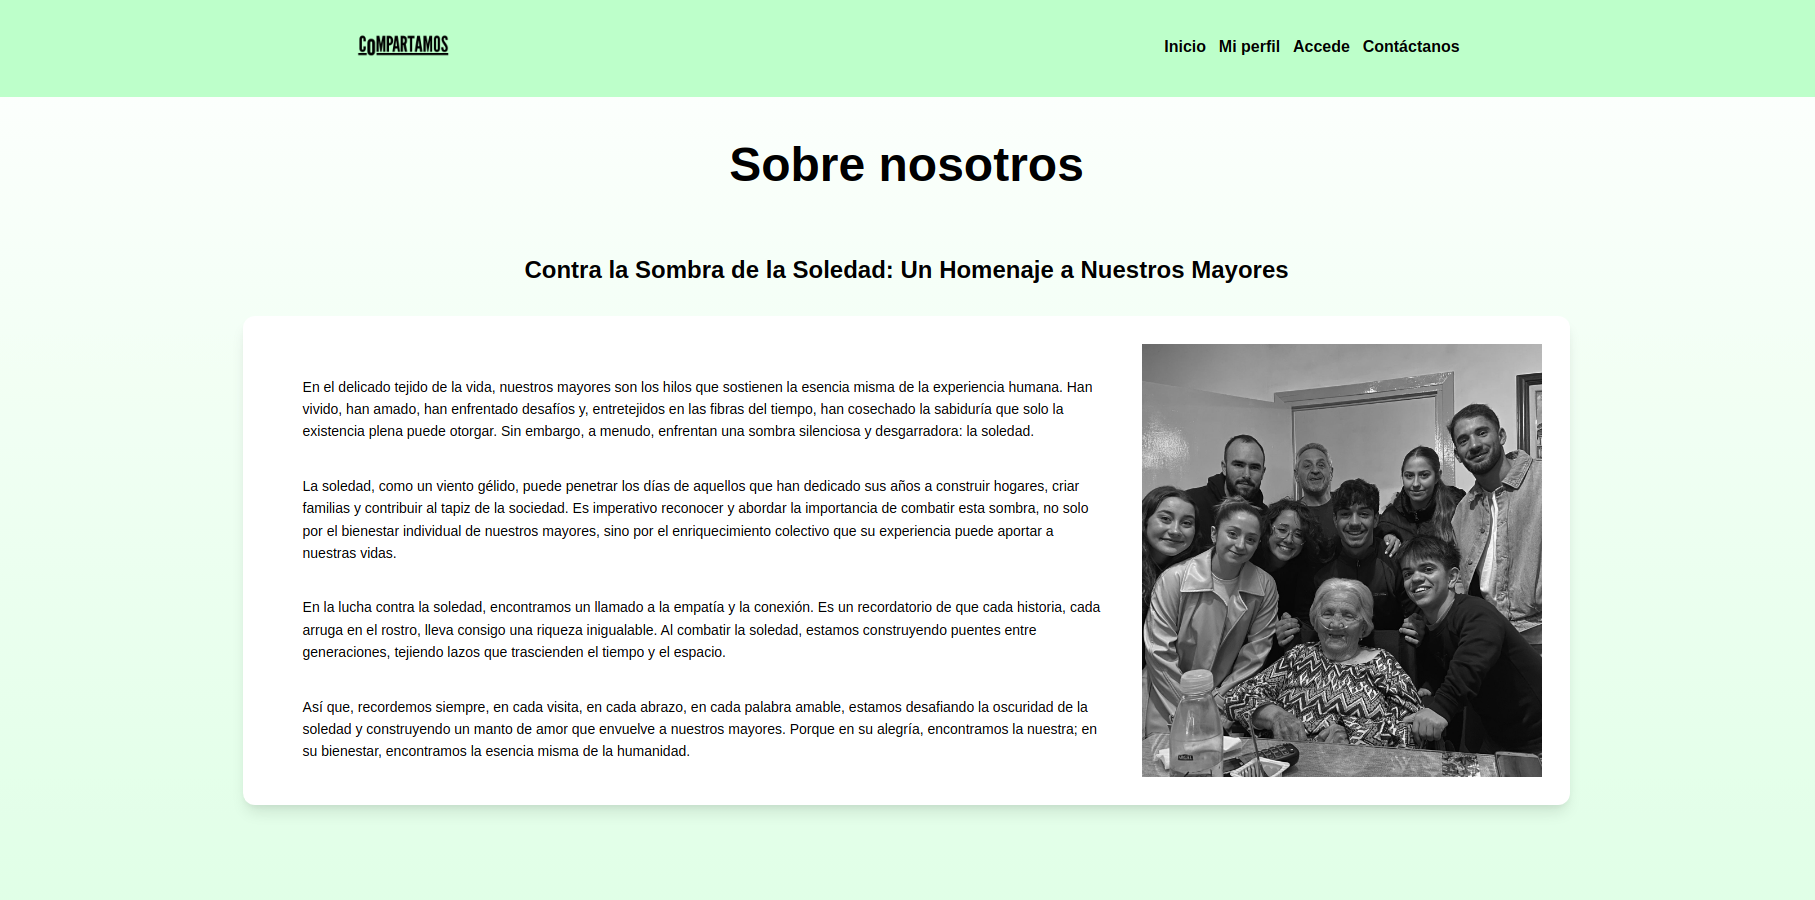 COMPARTAMOS
Inicio Mi perfil Accede Contáctanos
Sobre nosotros
Contra la Sombra de la Soledad: Un Homenaje a Nuestros Mayores
En el delicado tejido de la vida, nuestros mayores son los hilos que sostienen la esencia misma de la experiencia humana. Han
vivido, han amado, han enfrentado desafíos y, entretejidos en las fibras del tiempo, han cosechado la sabiduría que solo la
existencia plena puede otorgar. Sin embargo, a menudo, enfrentan una sombra silenciosa y desgarradora: la soledad.
La soledad, como un viento gélido, puede penetrar los días de aquellos que han dedicado sus años a construir hogares, criar
familias y contribuir al tapiz de la sociedad. Es imperativo reconocer y abordar la importancia de combatir esta sombra, no solo
por el bienestar individual de nuestros mayores, sino por el enriquecimiento colectivo que su experiencia puede aportar a
nuestras vidas.
En la lucha contra la soledad, encontramos un llamado a la empatía y la conexión. Es un recordatorio de que cada historia, cada
arruga en el rostro, lleva consigo una riqueza inigualable. Al combatir la soledad, estamos construyendo puentes entre
generaciones, tejiendo lazos que trascienden el tiempo y el espacio.
Así que, recordemos siempre, en cada visita, en cada abrazo, en cada palabra amable, estamos desafiando la oscuridad de la
soledad y construyendo un manto de amor que envuelve a nuestros mayores. Porque en su alegría, encontramos la nuestra; en
su bienestar, encontramos la esencia misma de la humanidad.